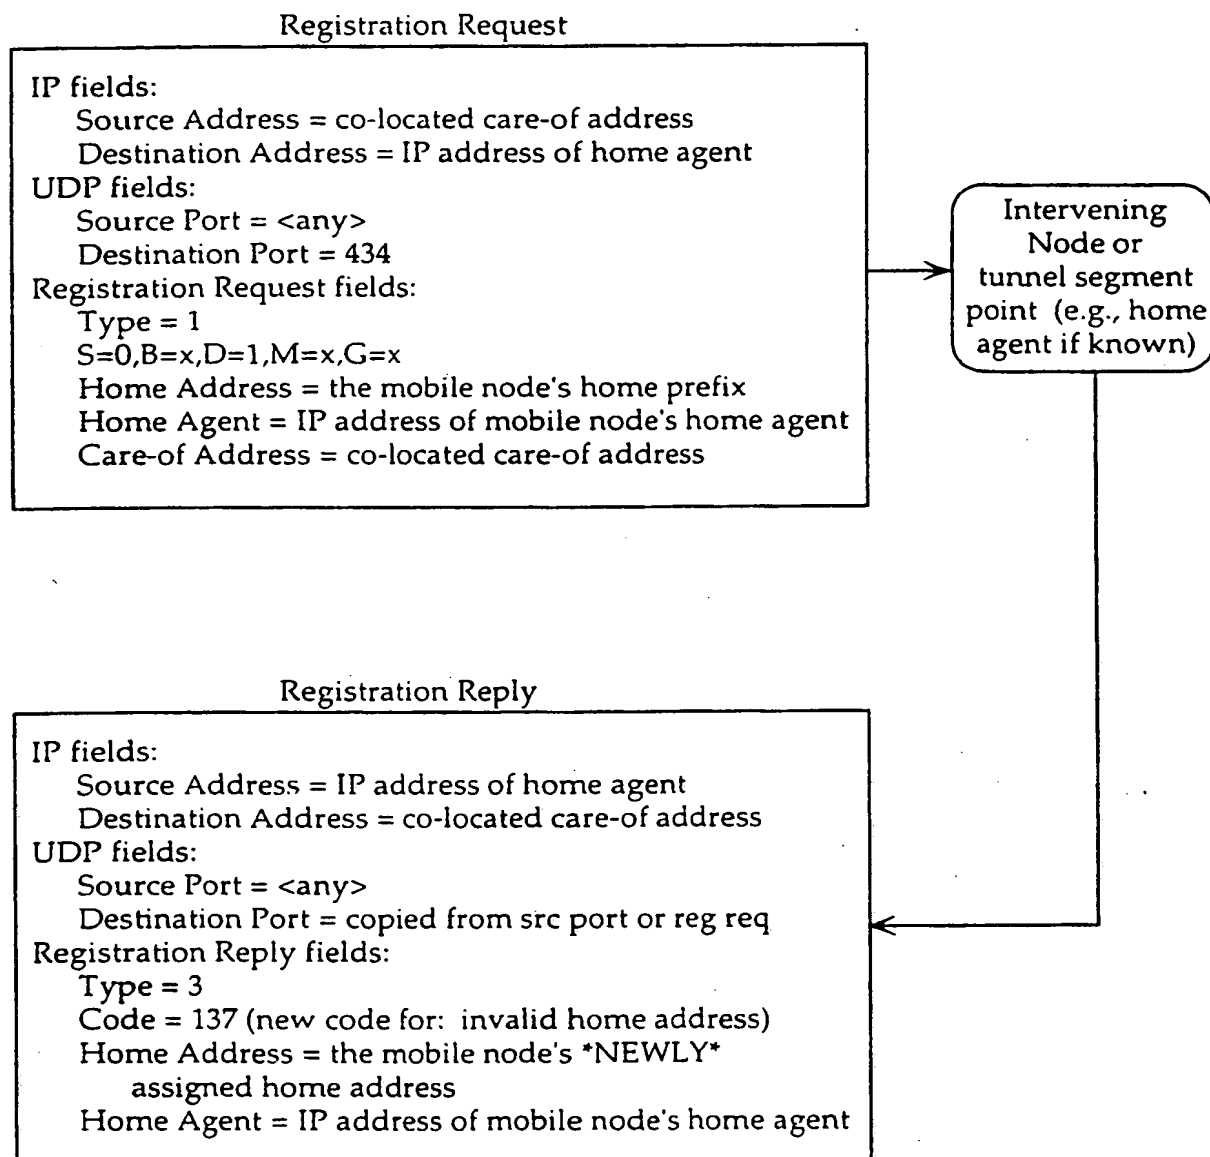 Registration Request
IP fields:
Source Address = co-located care-of address
Destination Address = IP address of home agent
UDP fields:
Source Port = <any>
Destination Port = 434
Registration Request fields:
Type = 1
S=0,B=x,D=1,M=x,G=x
Home Address = the mobile node's home prefix
Home Agent = IP address of mobile node's home agent
Care-of Address = co-located care-of address
Intervening
Node or
tunnel segment
point (e.g., home
agent if known)
Registration Reply
IP fields:
Source Address = IP address of home agent
Destination Address = co-located care-of address
UDP fields:
Source Port = <any>
Destination Port = copied from src port or reg req
Registration Reply fields:
Type = 3
Code = 137 (new code for: invalid home address)
Home Address = the mobile node's *NEWLY*
assigned home address
Home Agent = IP address of mobile node's home agent